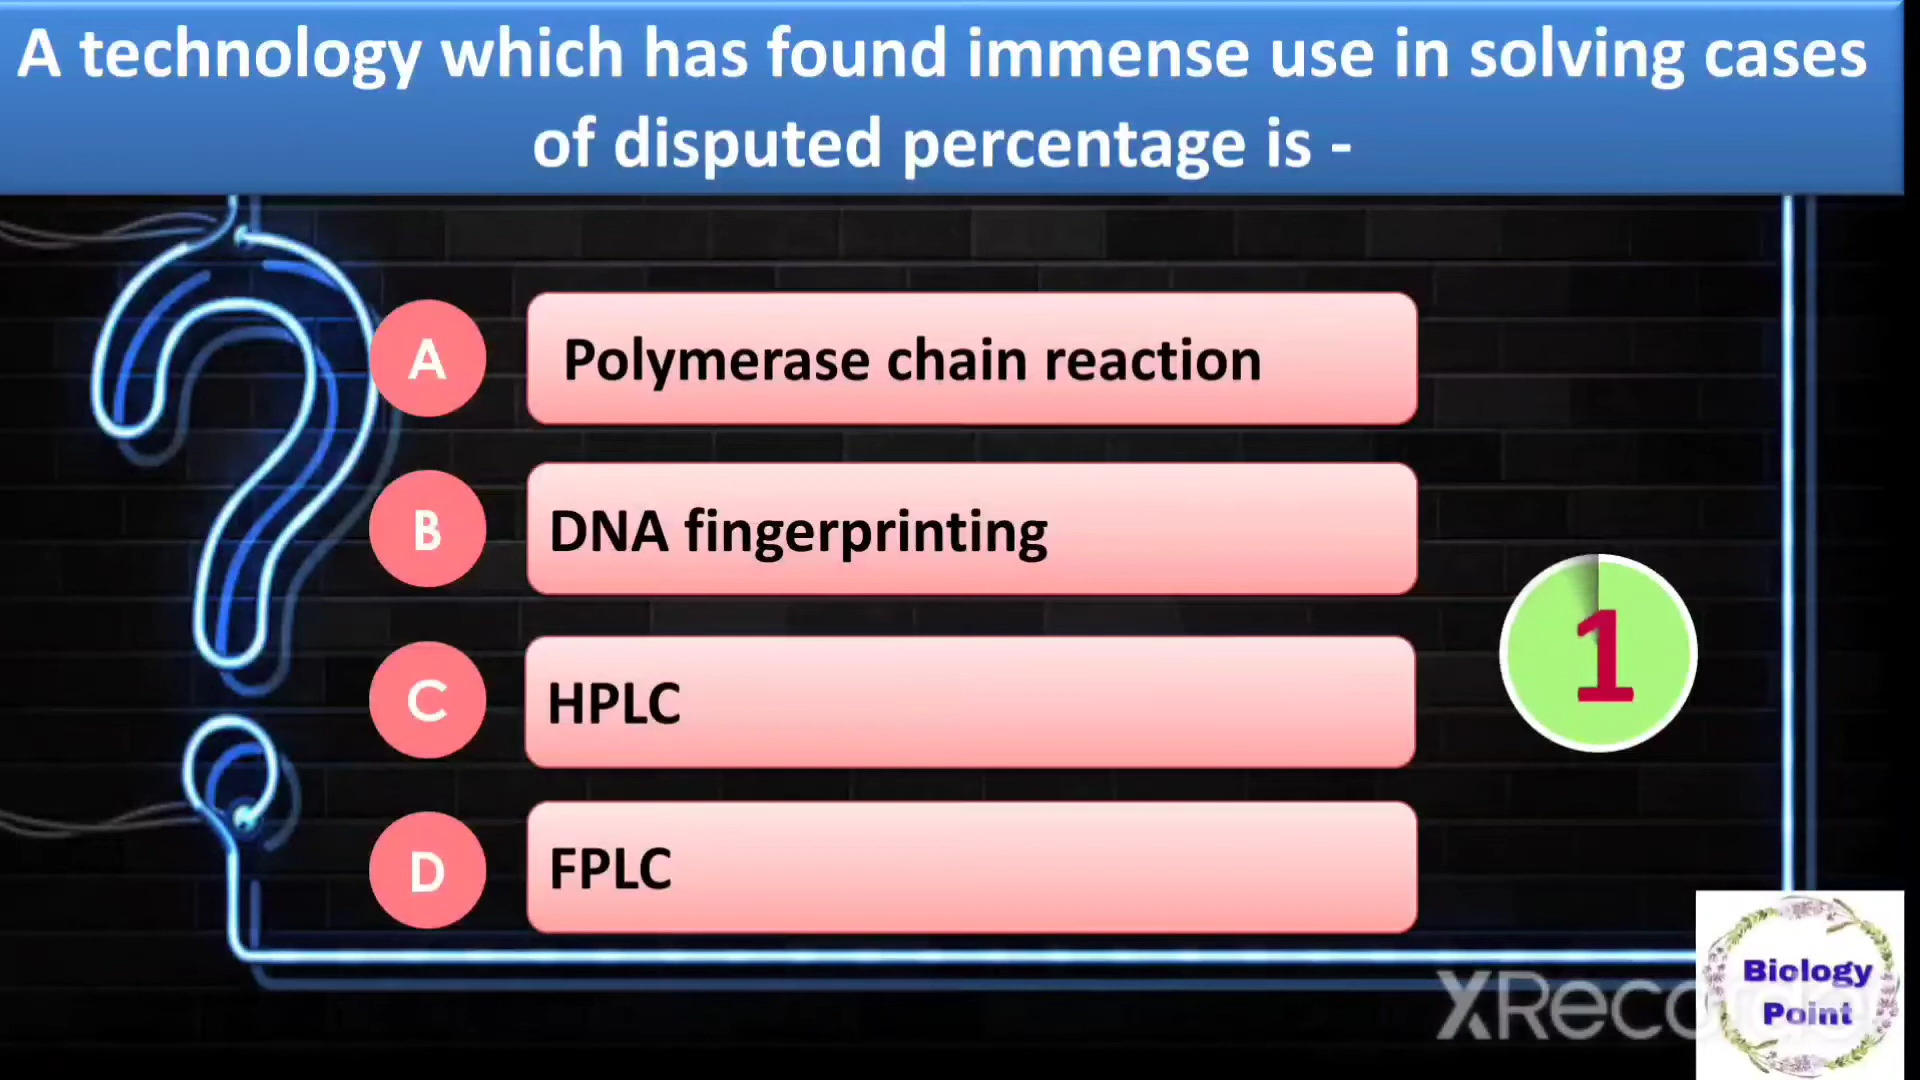 A technology which has found immense use in solving cases
of disputed percentage is -
A
Polymerase chain reaction
B
DNA fingerprinting
1
C
HPLC
D
FPLC
Biology
Point